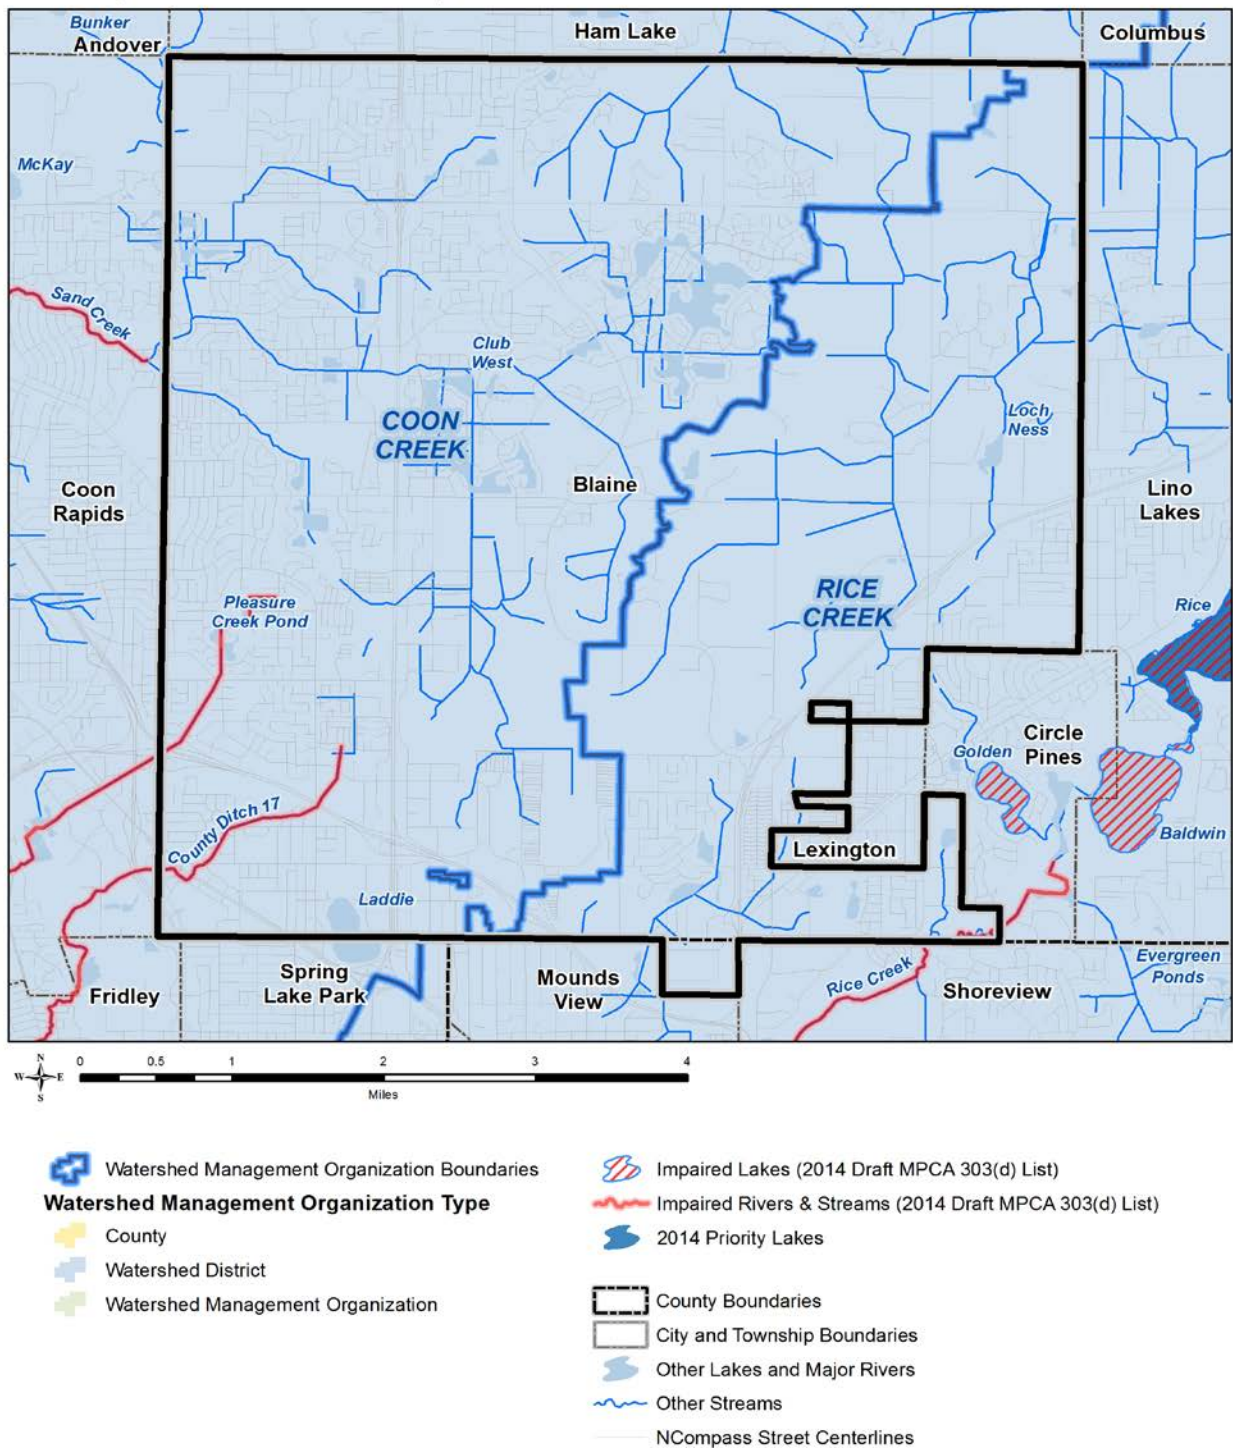 Bunker
Andover
Ham Lake
Columbus
McKay
Sand Creek
Club
West
COON
CREEK
Loch
Ness
Coon
Rapids
Blaine
Lino
Lakes
RICE
CREEK
Pleasure
Creek Pond
Rice
Circle
Pines
Golden
County Ditch 17
Lexington
Baldwin
Laddie
Spring
Lake Park
Mounds
View
Fridley
Rice Creek
Shoreview
Evergreen
Ponds
N
W E
S
0 0.5 1 2 3 4
Miles
Watershed Management Organization Boundaries
Watershed Management Organization Type
County
Watershed District
Watershed Management Organization
Impaired Lakes (2014 Draft MPCA 303(d) List)
Impaired Rivers & Streams (2014 Draft MPCA 303(d) List)
2014 Priority Lakes
County Boundaries
City and Township Boundaries
Other Lakes and Major Rivers
Other Streams
NCompass Street Centerlines